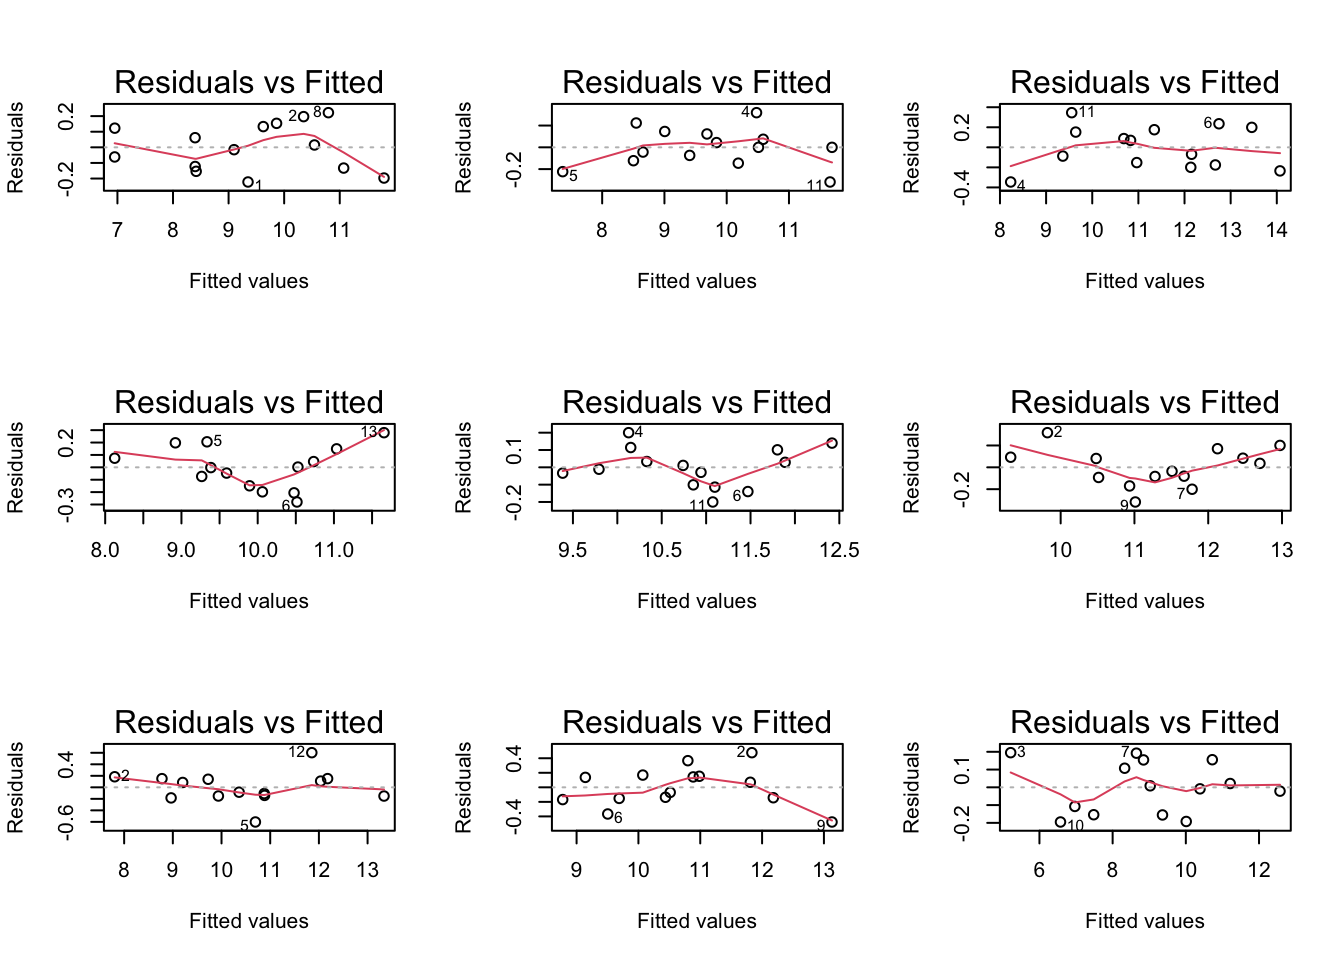 Residuals vs Fitted
Residuals
0.2
-0.2
2
8
1
7 8 9 10 11
Fitted values
Residuals vs Fitted
Residuals
-0.2
4
5
11
8 9 10 11
Fitted values
Residuals vs Fitted
Residuals
0.2
-0.4
11
6
4
8 9 10 11 12 13 14
Fitted values
Residuals vs Fitted
Residuals
0.2
-0.3
13
5
6
8.0 9.0 10.0 11.0
Fitted values
Residuals vs Fitted
Residuals
0.1
-0.2
4
6
11
9.5 10.5 11.5 12.5
Fitted values
Residuals vs Fitted
Residuals
-0.2
2
7
9
10 11 12 13
Fitted values
Residuals vs Fitted
Residuals
0.4
-0.6
12
2
5
8 9 10 11 12 13
Fitted values
Residuals vs Fitted
Residuals
0.4
-0.4
2
6
9
9 10 11 12 13
Fitted values
Residuals vs Fitted
Residuals
0.1
-0.2
3
7
10
6 8 10 12
Fitted values